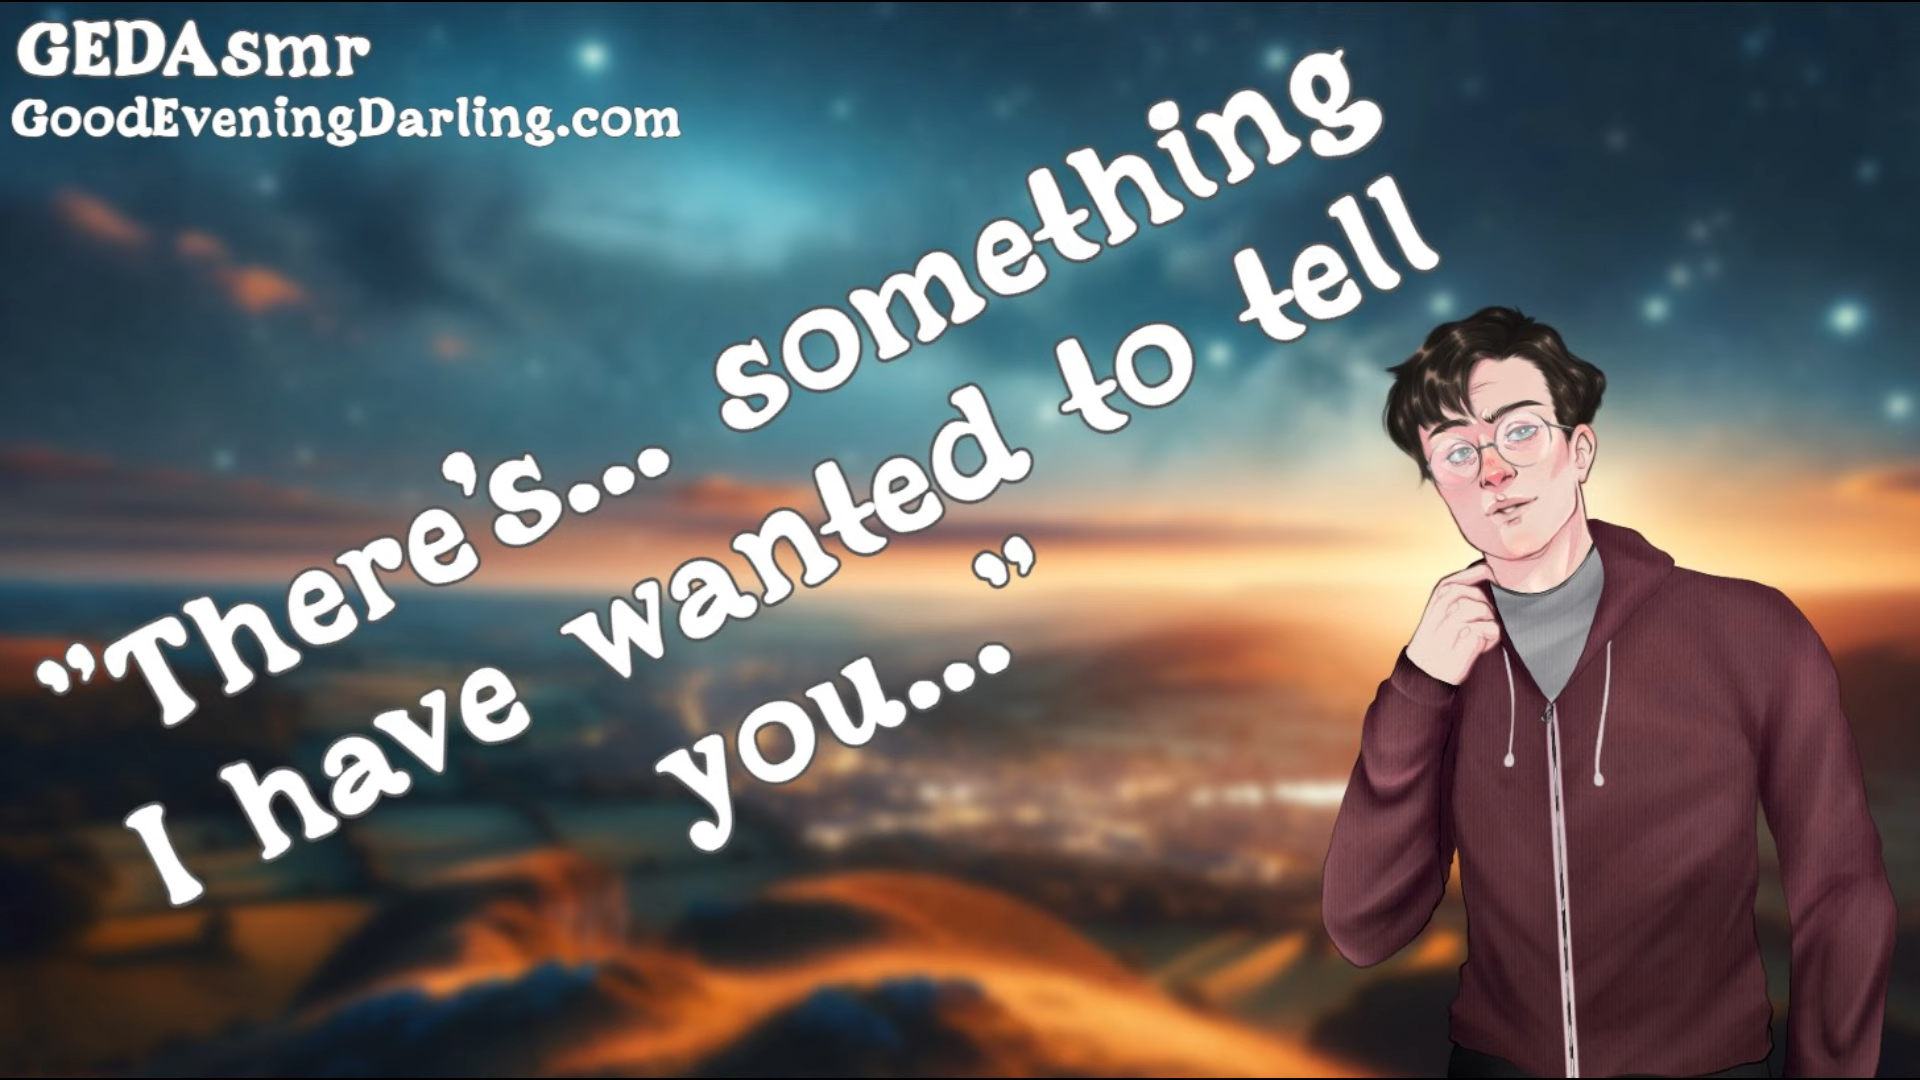 GEDAsmr
GoodEveningDarling.com
"There's... something
I have wanted to tell
you..."